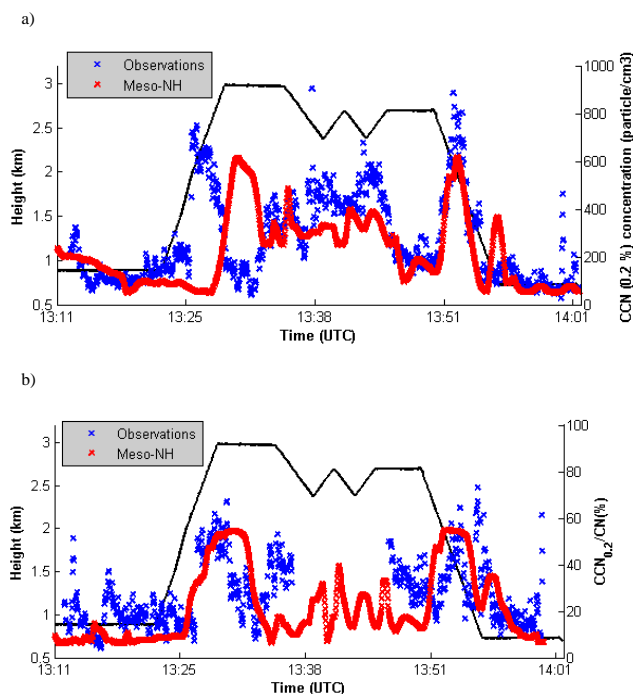 a)
Observations
Meso-NH
3
2.5
2
1.5
1
0.5
Height (km)
1000
800
600
400
200
0
CCN (0.2 %) concentration (particle/cm3)
13:11 13:25 13:38 13:51 14:01
Time (UTC)
b)
Observations
Meso-NH
3
2.5
2
1.5
1
0.5
Height (km)
100
80
60
40
20
0
CCN0.2/CN(%)
13:11 13:25 13:38 13:51 14:01
Time (UTC)